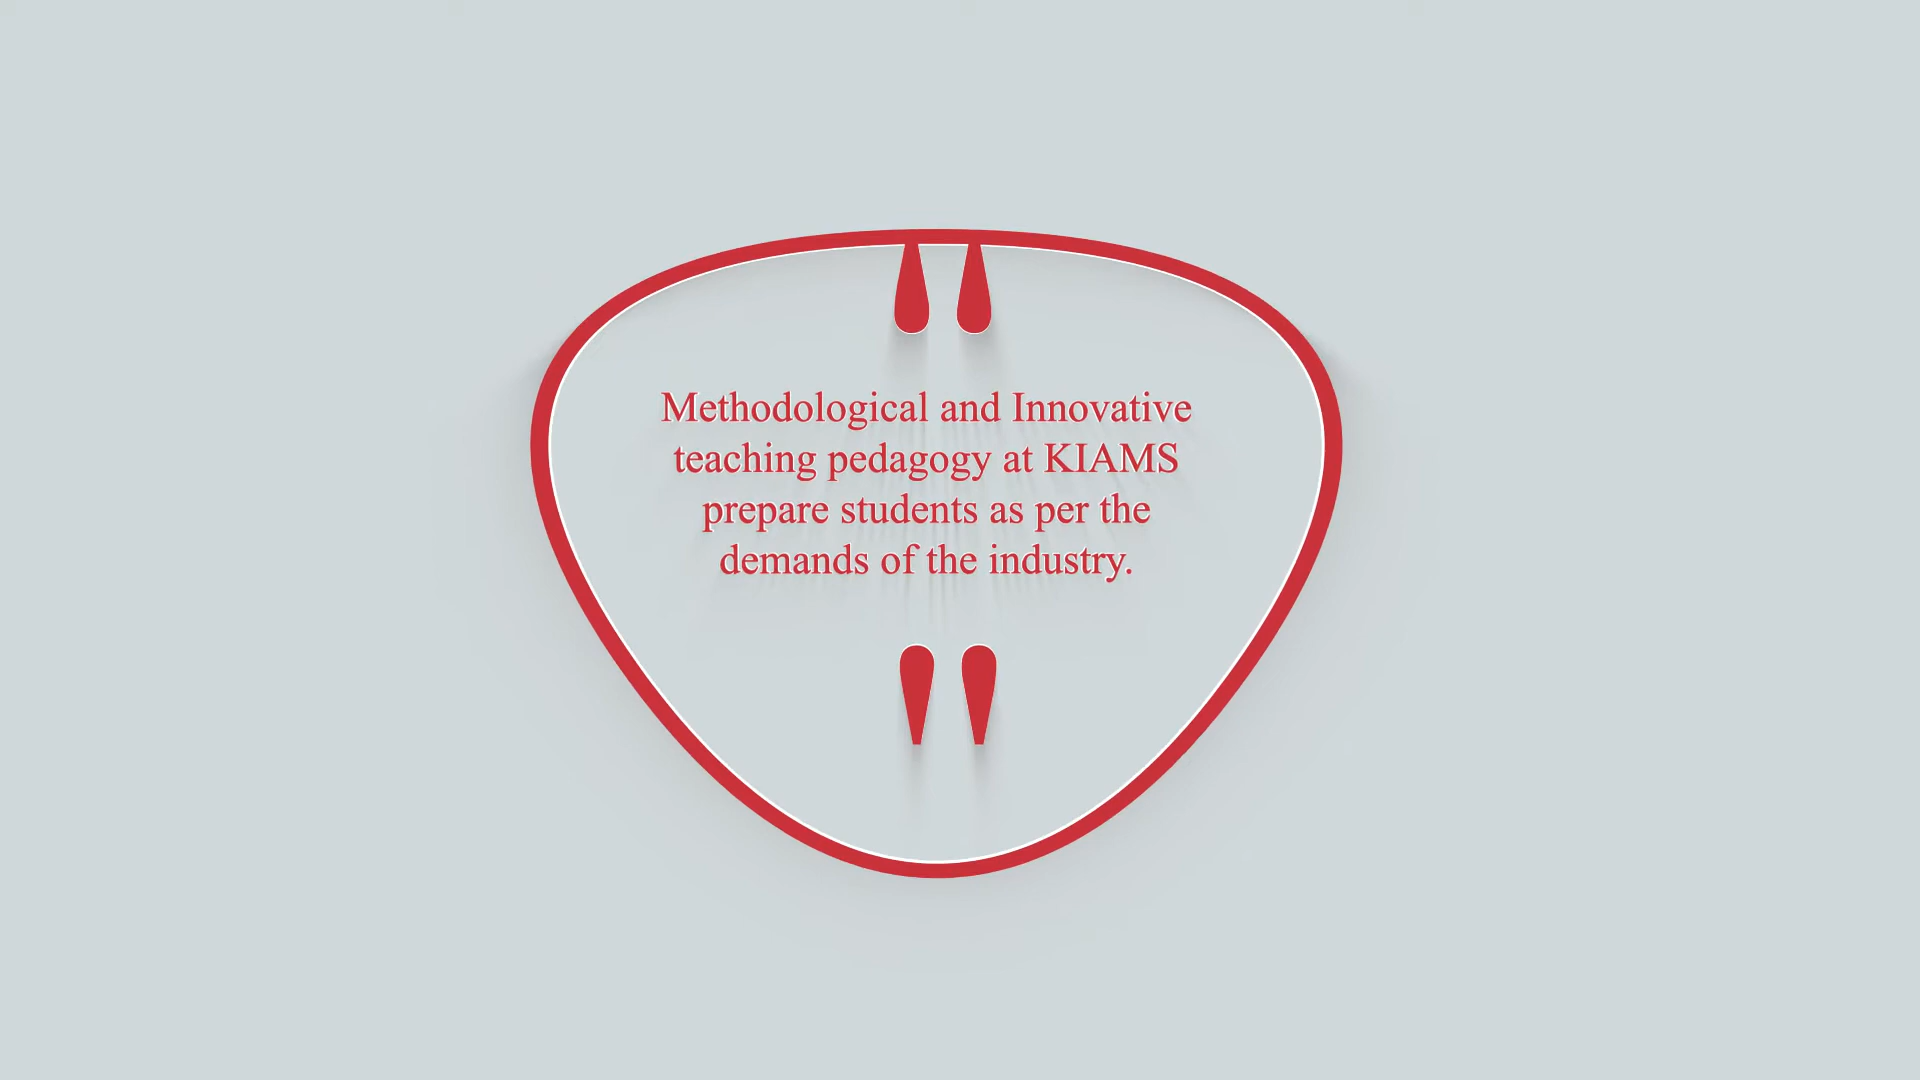 Methodological and Innovative
teaching pedagogy at KIAMS
prepare students as per the
demands of the industry.